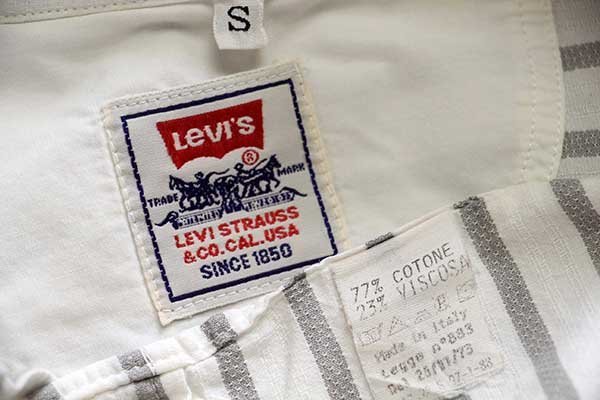 S
Levi's
®
TRADE MARK
LEVI STRAUSS
& CO. CAL. USA
SINCE 1850
77% COTONE
23% VISCOSA
Made in Italy
Legge n°883